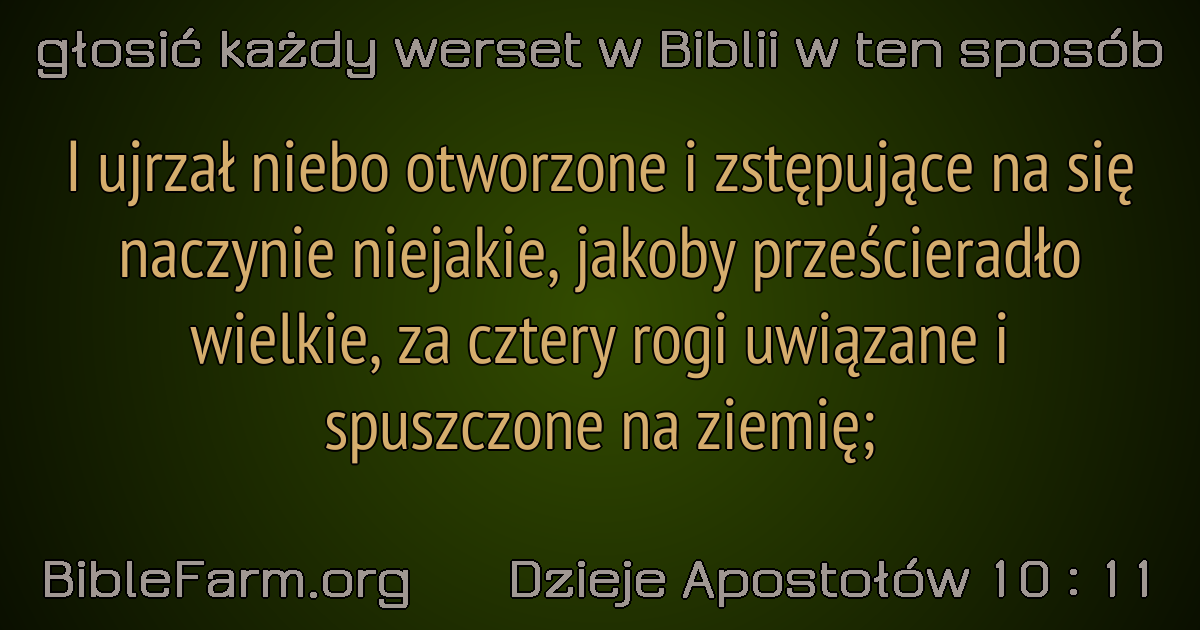 głosić każdy werset w Biblii w ten sposób
I ujrzał niebo otworzone i zstępujące na się
naczynie niejakie, jakoby prześcieradło
wielkie, za cztery rogi uwiązane i
spuszczone na ziemię;
BibleFarm.org Dzieje Apostołów 10 : 11